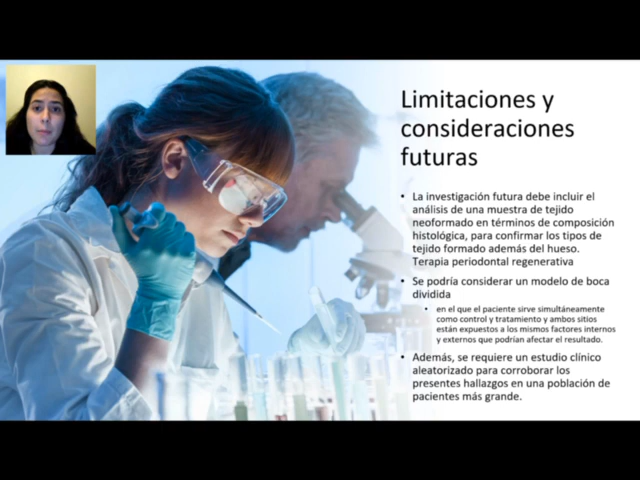 Limitaciones y
consideraciones
futuras
• La investigación futura debe incluir el
análisis de una muestra de tejido
neoformado en términos de composición
histológica, para confirmar los tipos de
tejido formado además del hueso.
Terapia periodontal regenerativa
• Se podría considerar un modelo de boca
dividida
• en el que el paciente sirve simultáneamente
como control y tratamiento y ambos sitios
están expuestos a los mismos factores internos
y externos que podrían afectar el resultado.
• Además, se requiere un estudio clínico
aleatorizado para corroborar los
presentes hallazgos en una población de
pacientes más grande.